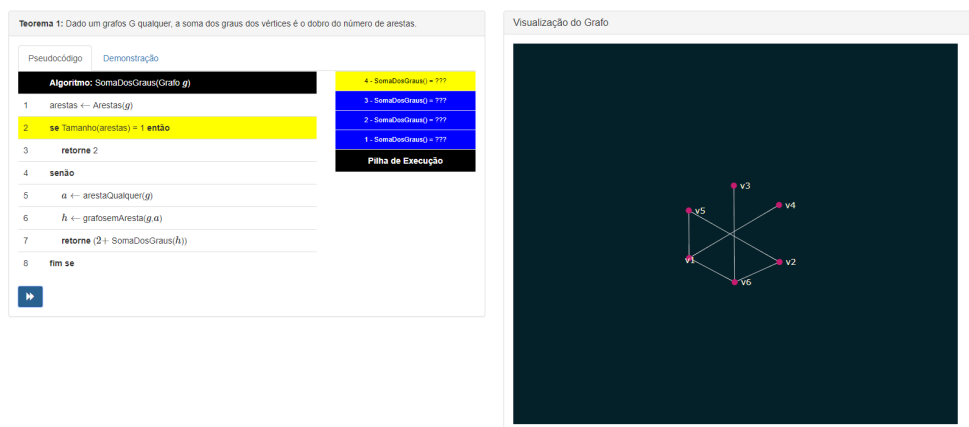 Teorema 1: Dado um grafos G qualquer, a soma dos graus dos vértices é o dobro do número de arestas.
Pseudocódigo
Demonstração
Algoritmo: SomaDosGraus(Grafo g)
1 arestas ← Arestas(g)
2 se Tamanho(arestas) = 1 então
3 retorne 2
4 senão
5 a ← arestaQualquer(g)
6 h ← grafosemAresta(g,a)
7 retorne (2+ SomaDosGraus(h))
8 fim se
4 - SomaDosGraus() = ???
3 - SomaDosGraus() = ???
2 - SomaDosGraus() = ???
1 - SomaDosGraus() = ???
Pilha de Execução
Visualização do Grafo
v3
v4
v5
v1
v2
v6